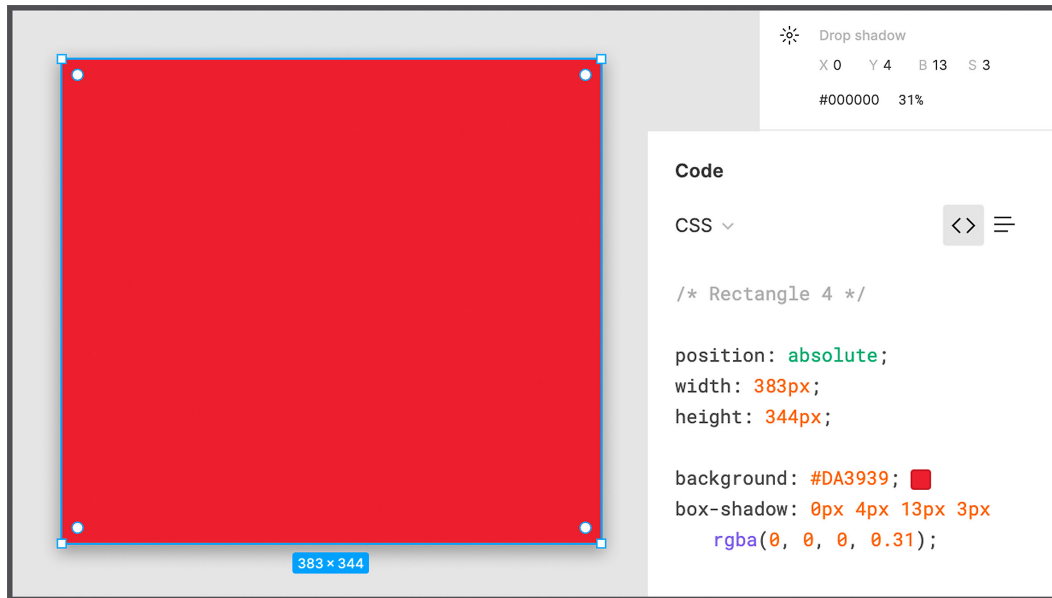 Drop shadow
X 0 Y 4 B 13 S 3
#000000 31%
Code
CSS
/* Rectangle 4 */
position: absolute;
width: 383px;
height: 344px;
background: #DA3939;
box-shadow: 0px 4px 13px 3px
rgba(0, 0, 0, 0.31);
383 × 344